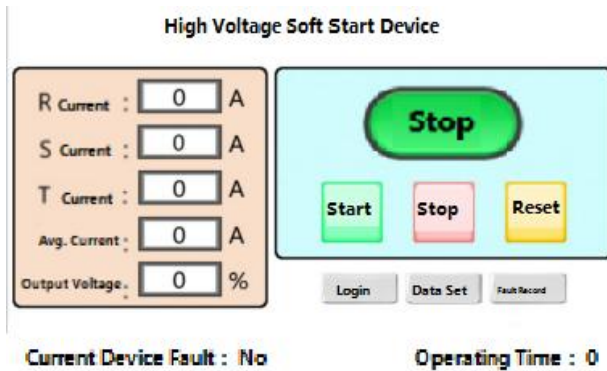 High Voltage Soft Start Device
R Current : 0 A
S Current : 0 A
T Current : 0 A
Avg. Current : 0 A
Output Voltage : 0 %
Stop
Start Stop Reset
Login Data Set Fault Record
Current Device Fault : No Operating Time : 0